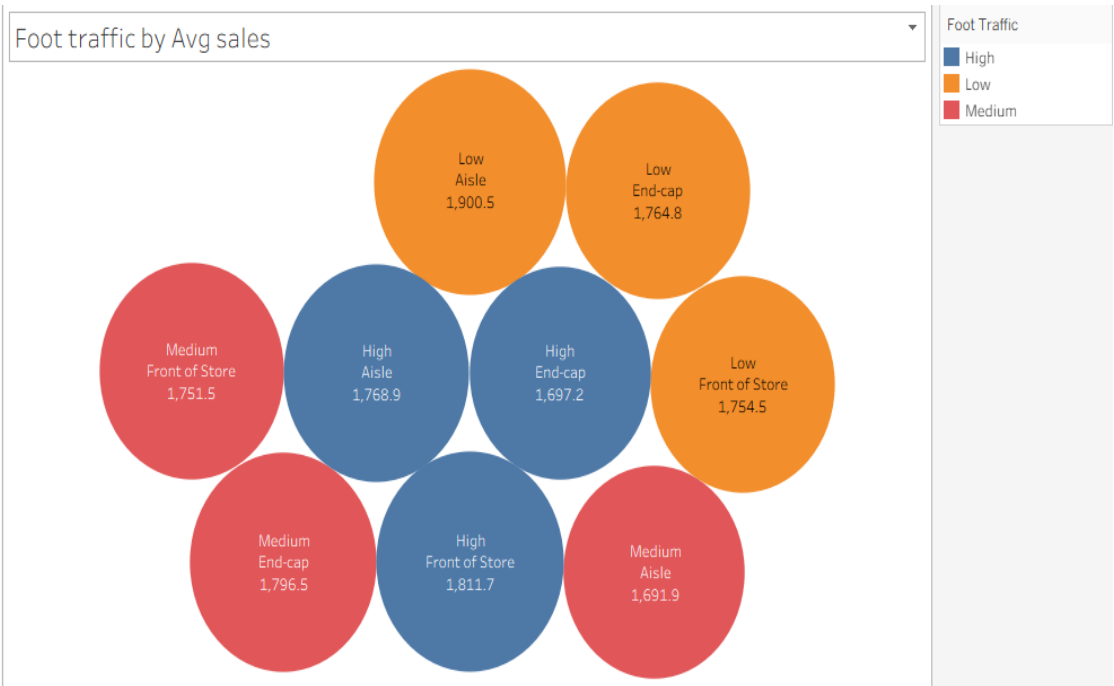 Foot traffic by Avg sales
Foot Traffic
High
Low
Medium
Low
Aisle
1,900.5
Low
End-cap
1,764.8
Medium
Front of Store
1,751.5
High
Aisle
1,768.9
High
End-cap
1,697.2
Low
Front of Store
1,754.5
Medium
End-cap
1,796.5
High
Front of Store
1,811.7
Medium
Aisle
1,691.9